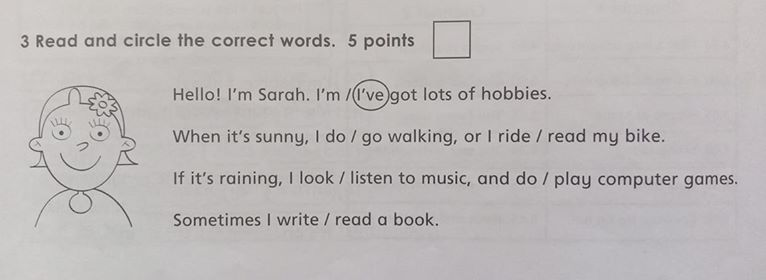 3 Read and circle the correct words. 5 points
Hello! I'm Sarah. I'm / I've got lots of hobbies.
When it's sunny, I do / go walking, or I ride / read my bike.
If it's raining, I look / listen to music, and do / play computer games.
Sometimes I write / read a book.